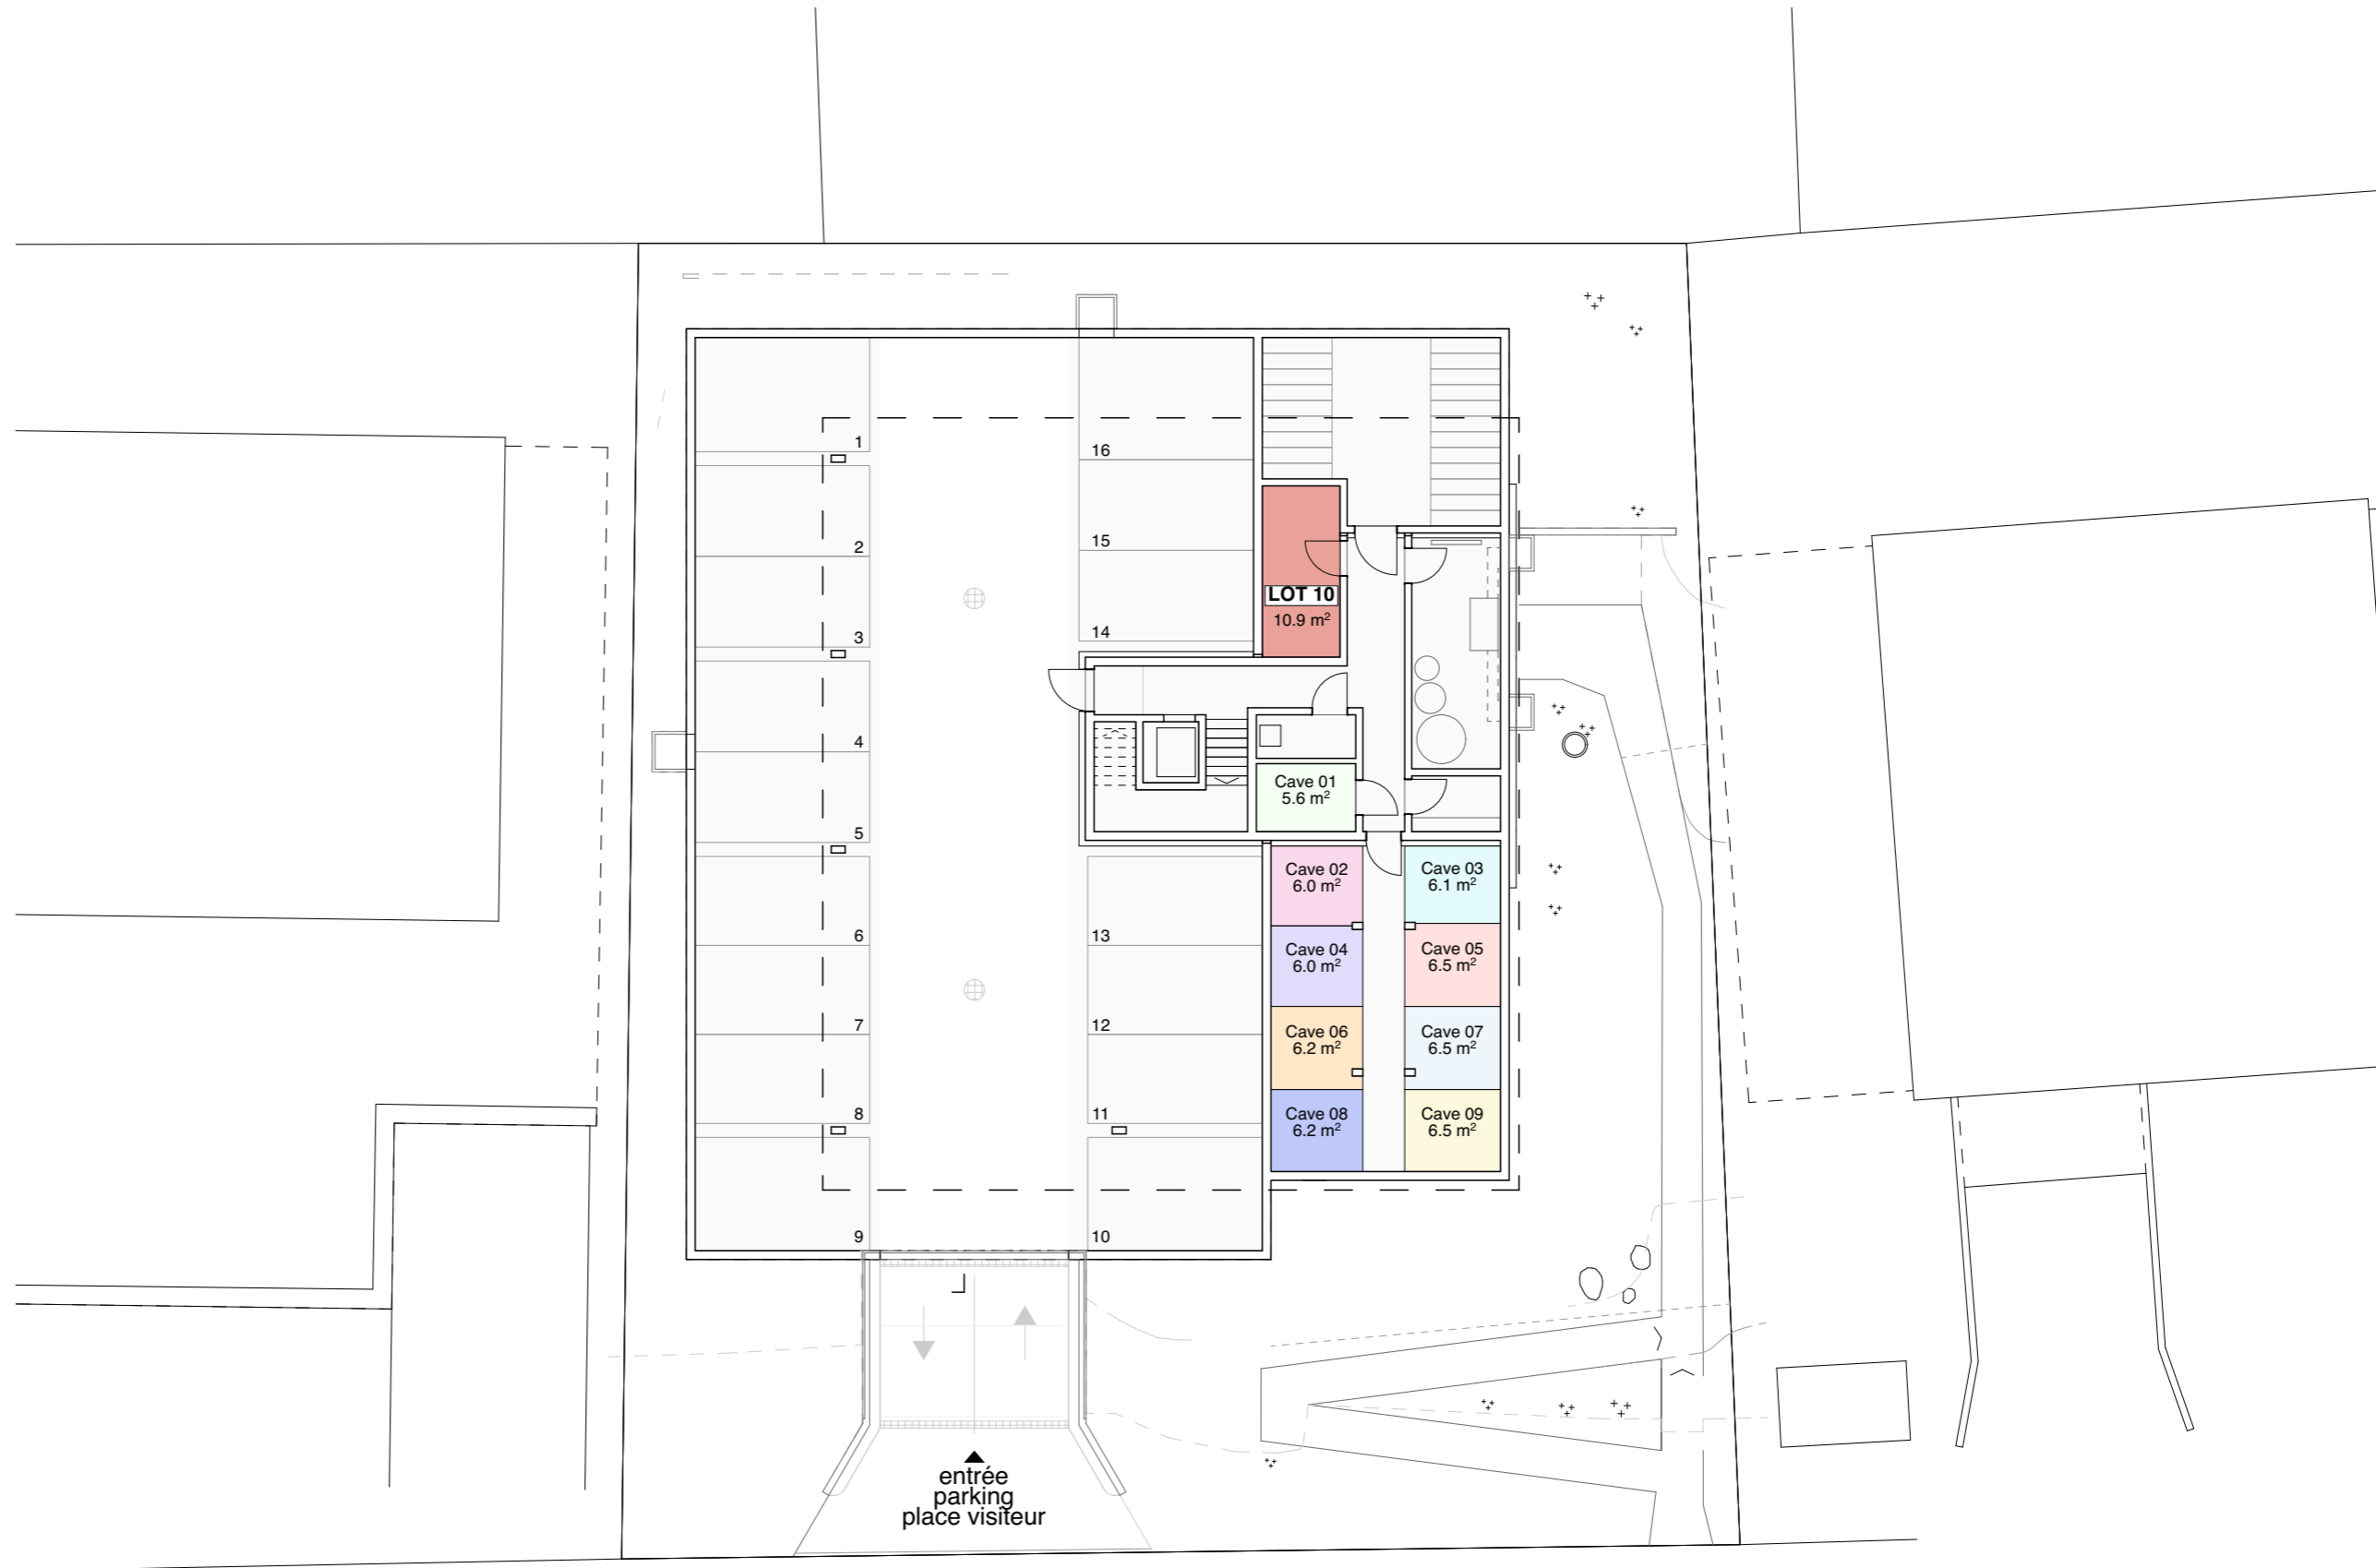 1
16
2
15
LOT 10
10.9 m²
3
14
4
Cave 01
5.6 m²
5
Cave 02
6.0 m²
Cave 03
6.1 m²
6
13
Cave 04
6.0 m²
Cave 05
6.5 m²
7
12
Cave 06
6.2 m²
Cave 07
6.5 m²
8
11
Cave 08
6.2 m²
Cave 09
6.5 m²
9
10
entrée
parking
place visiteur